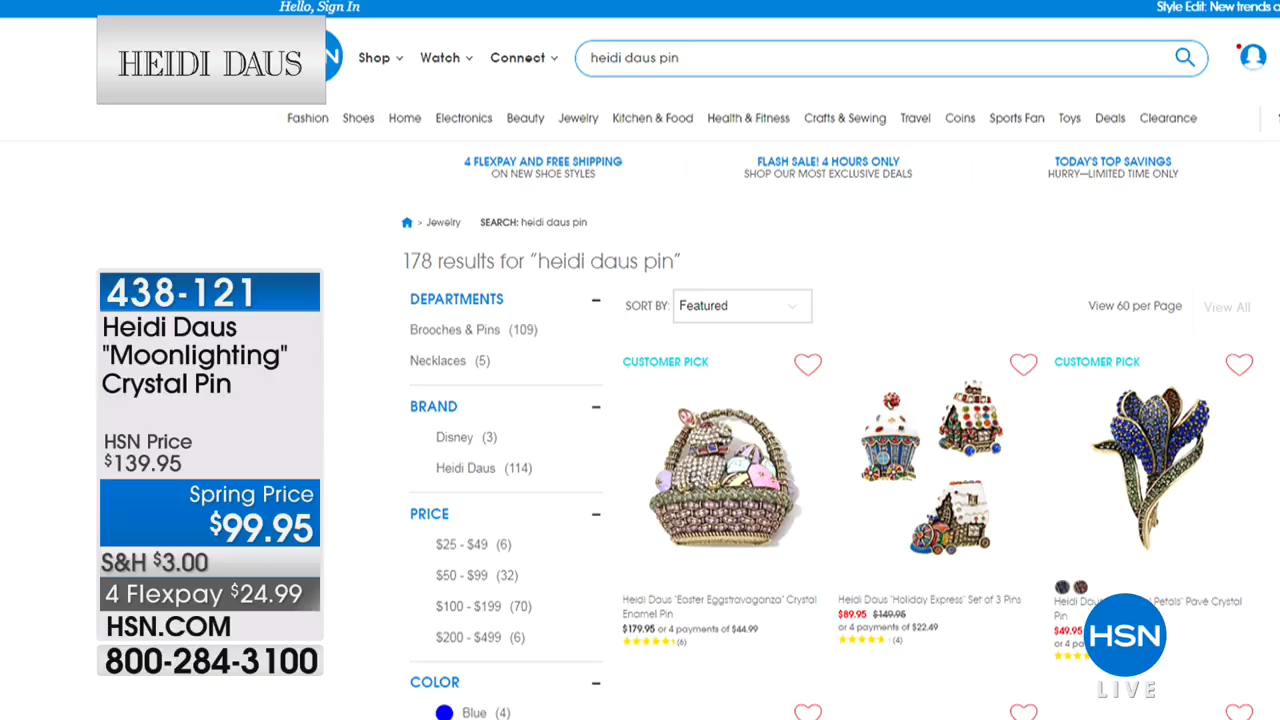 Hello, Sign In
Style Edit: New trends
HEIDI DAUS
N
Shop
Watch
Connect
heidi daus pin
Fashion
Shoes
Home
Electronics
Beauty
Jewelry
Kitchen & Food
Health & Fitness
Crafts & Sewing
Travel
Coins
Sports Fan
Toys
Deals
Clearance
4 FLEXPAY AND FREE SHIPPING
ON NEW SHOE STYLES
FLASH SALE! 4 HOURS ONLY
SHOP OUR MOST EXCLUSIVE DEALS
TODAY'S TOP SAVINGS
HURRY—LIMITED TIME ONLY
> Jewelry
SEARCH: heidi daus pin
178 results for "heidi daus pin"
438-121
Heidi Daus
"Moonlighting"
Crystal Pin
HSN Price
$139.95
Spring Price
$99.95
S&H $3.00
4 Flexpay $24.99
HSN.COM
800-284-3100
DEPARTMENTS
Brooches & Pins (109)
Necklaces (5)
BRAND
Disney (3)
Heidi Daus (114)
PRICE
$25 - $49 (6)
$50 - $99 (32)
$100 - $199 (70)
$200 - $499 (6)
COLOR
Blue (4)
SORT BY:
Featured
View 60 per Page
View All
CUSTOMER PICK
Heidi Daus "Easter Eggstravaganza" Crystal
Enamel Pin
$179.95 or 4 payments of $44.99
(6)
Heidi Daus "Holiday Express" Set of 3 Pins
$89.95 $149.95
or 4 payments of $22.49
(4)
CUSTOMER PICK
Heidi Petals" Pavé Crystal
Pin
$49.95
or 4
HSN
LIVE